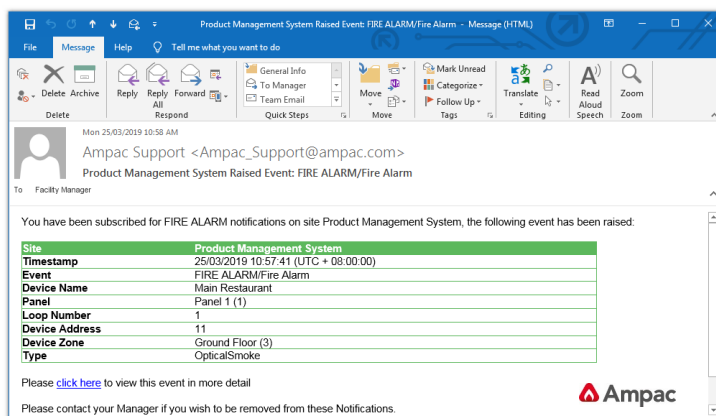 Product Management System Raised Event: FIRE ALARM/Fire Alarm - Message (HTML)
File Message Help Tell me what you want to do
Delete Archive
Reply Reply All Forward
General Info
To Manager
Team Email
Move
Mark Unread
Categorize
Follow Up
Translate
Read Aloud
Zoom
Delete Respond Quick Steps Move Tags Editing Speech Zoom
Mon 25/03/2019 10:58 AM
Ampac Support <Ampac_Support@ampac.com>
Product Management System Raised Event: FIRE ALARM/Fire Alarm
To Facility Manager
You have been subscribed for FIRE ALARM notifications on site Product Management System, the following event has been raised:
Site Product Management System
Timestamp 25/03/2019 10:57:41 (UTC + 08:00:00)
Event FIRE ALARM/Fire Alarm
Device Name Main Restaurant
Panel Panel 1 (1)
Loop Number 1
Device Address 11
Device Zone Ground Floor (3)
Type OpticalSmoke
Please click here to view this event in more detail
Ampac
Please contact your Manager if you wish to be removed from these Notifications.